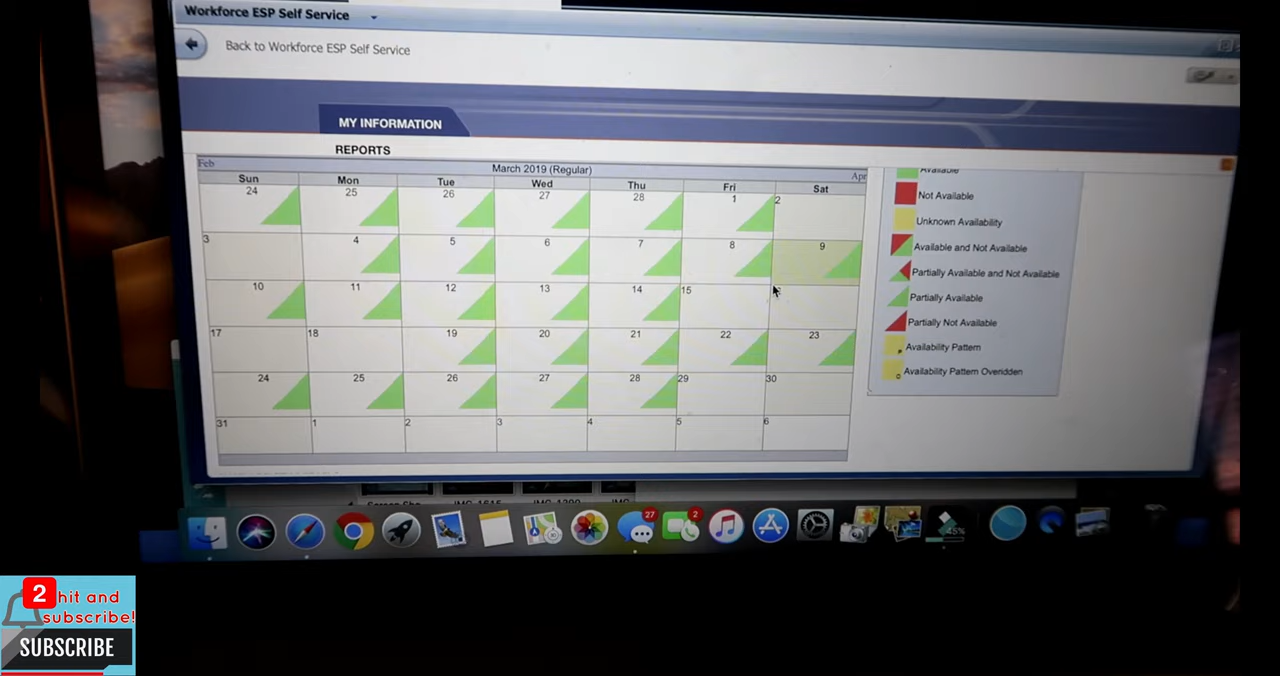 Workforce ESP Self Service
Back to Workforce ESP Self Service
MY INFORMATION
REPORTS
Feb March 2019 (Regular) Apr
Sun Mon Tue Wed Thu Fri Sat
24 25 26 27 28 1 2
3 4 5 6 7 8 9
10 11 12 13 14 15
17 18 19 20 21 22 23
24 25 26 27 28 29 30
31 1 2 3 4 5 6
Available
Not Available
Unknown Availability
Available and Not Available
Partially Available and Not Available
Partially Available
Partially Not Available
Availability Pattern
Availability Pattern Overidden
27 2
2 hit and
subscribe!
SUBSCRIBE